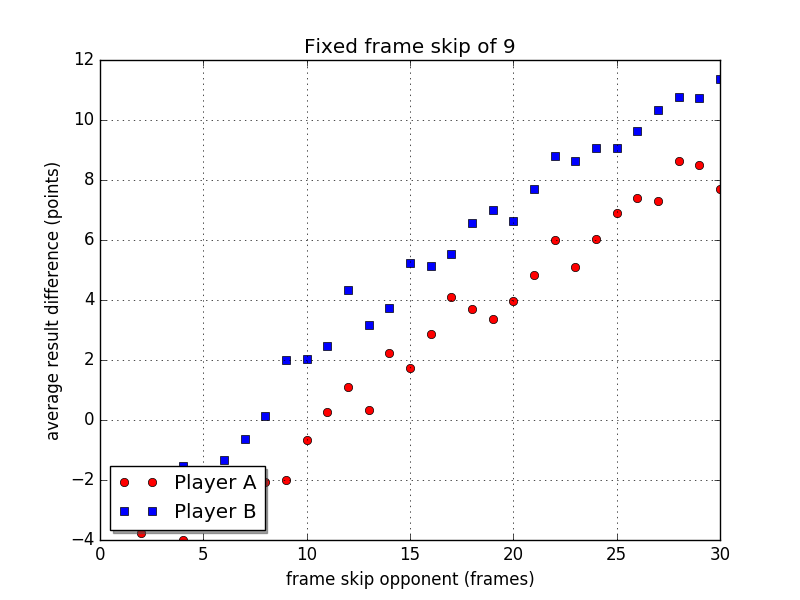 Fixed frame skip of 9
12
10
8
6
4
2
0
−2
−4
average result difference (points)
Player A
Player B
0 5 10 15 20 25 30
frame skip opponent (frames)